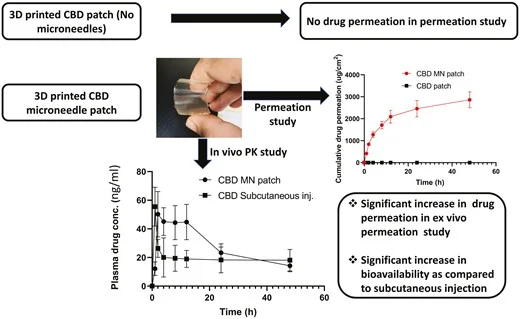 3D printed CBD patch (No
microneedles)
No drug permeation in permeation study
3D printed CBD
microneedle patch
Permeation
study
In vivo PK study
Cumulative drug permeation (ug/cm²)
4000
3000
2000
1000
0
0 20 40 60
Time (h)
CBD MN patch
CBD patch
Plasma drug conc. (ng/ml)
80
60
40
20
0
0 20 40 60
Time (h)
CBD MN patch
CBD Subcutaneous inj.
❖ Significant increase in drug
permeation in ex vivo
permeation study
❖ Significant increase in
bioavailability as compared
to subcutaneous injection